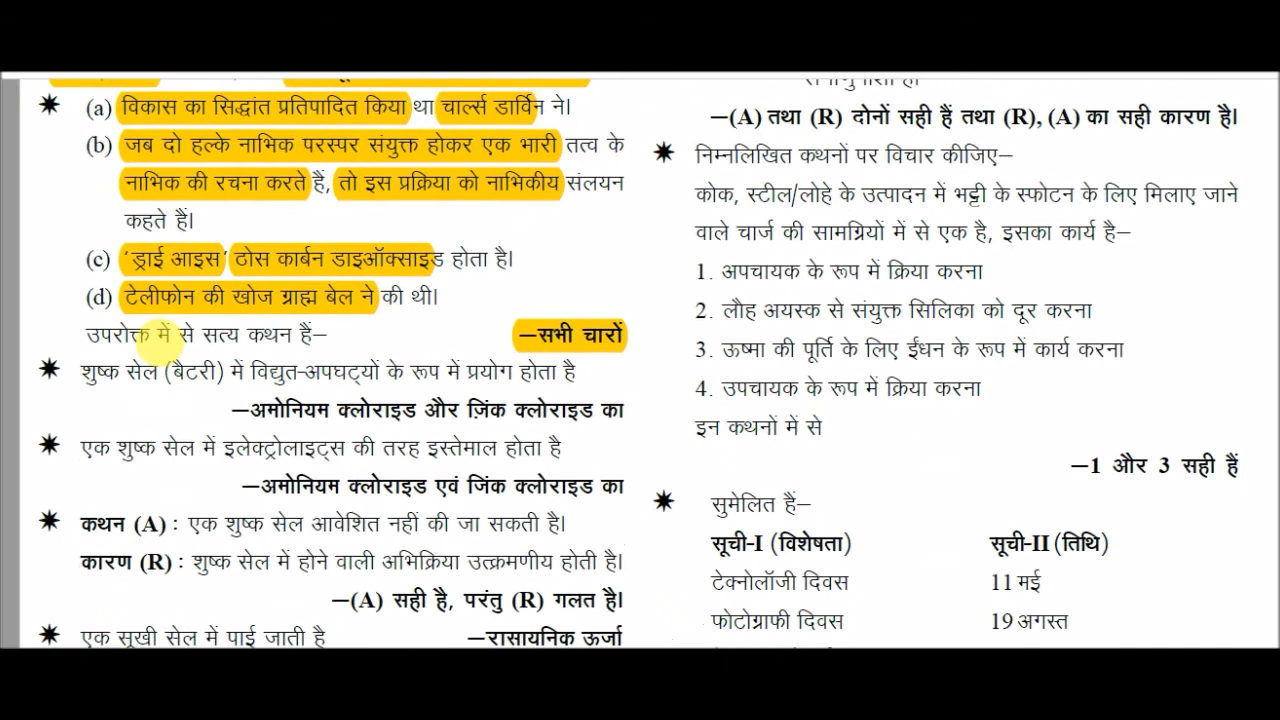 (a) विकास का सिद्धांत प्रतिपादित किया था चार्ल्स डार्विन ने।
(b) जब दो हल्के नाभिक परस्पर संयुक्त होकर एक भारी तत्व के
नाभिक की रचना करते हैं, तो इस प्रक्रिया को नाभिकीय संलयन
कहते हैं।
(c) 'ड्राई आइस' ठोस कार्बन डाइऑक्साइड होता है।
(d) टेलीफोन की खोज ग्राह्म बेल ने की थी।
उपरोक्त में से सत्य कथन हैं– –सभी चारों
शुष्क सेल (बैटरी) में विद्युत-अपघट्यों के रूप में प्रयोग होता है
–अमोनियम क्लोराइड और ज़िंक क्लोराइड का
एक शुष्क सेल में इलेक्ट्रोलाइट्स की तरह इस्तेमाल होता है
–अमोनियम क्लोराइड एवं जिंक क्लोराइड का
कथन (A) : एक शुष्क सेल आवेशित नहीं की जा सकती है।
कारण (R) : शुष्क सेल में होने वाली अभिक्रिया उत्क्रमणीय होती है।
–(A) सही है, परंतु (R) गलत है।
एक सूखी सेल में पाई जाती है –रासायनिक ऊर्जा
–(A) तथा (R) दोनों सही हैं तथा (R), (A) का सही कारण है।
निम्नलिखित कथनों पर विचार कीजिए–
कोक, स्टील/लोहे के उत्पादन में भट्टी के स्फोटन के लिए मिलाए जाने
वाले चार्ज की सामग्रियों में से एक है, इसका कार्य है–
1. अपचायक के रूप में क्रिया करना
2. लौह अयस्क से संयुक्त सिलिका को दूर करना
3. ऊष्मा की पूर्ति के लिए ईंधन के रूप में कार्य करना
4. उपचायक के रूप में क्रिया करना
इन कथनों में से
–1 और 3 सही हैं
सुमेलित हैं–
सूची-I (विशेषता) सूची-II (तिथि)
टेक्नोलॉजी दिवस 11 मई
फोटोग्राफी दिवस 19 अगस्त